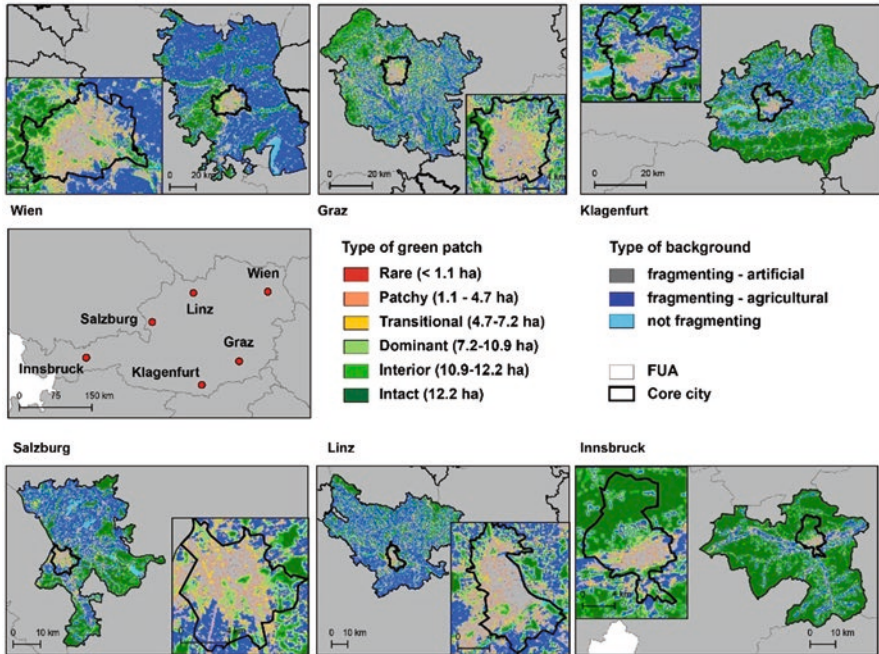 0 20 km
0 20 km
0 20 km
Wien
Graz
Klagenfurt
Wien
Linz
Salzburg
Graz
Innsbruck
Klagenfurt
0 75 150 km
Type of green patch
Rare (< 1.1 ha)
Patchy (1.1 - 4.7 ha)
Transitional (4.7-7.2 ha)
Dominant (7.2-10.9 ha)
Interior (10.9-12.2 ha)
Intact (12.2 ha)
Type of background
fragmenting - artificial
fragmenting - agricultural
not fragmenting
FUA
Core city
Salzburg
Linz
Innsbruck
0 10 km
0 10 km
0 10 km